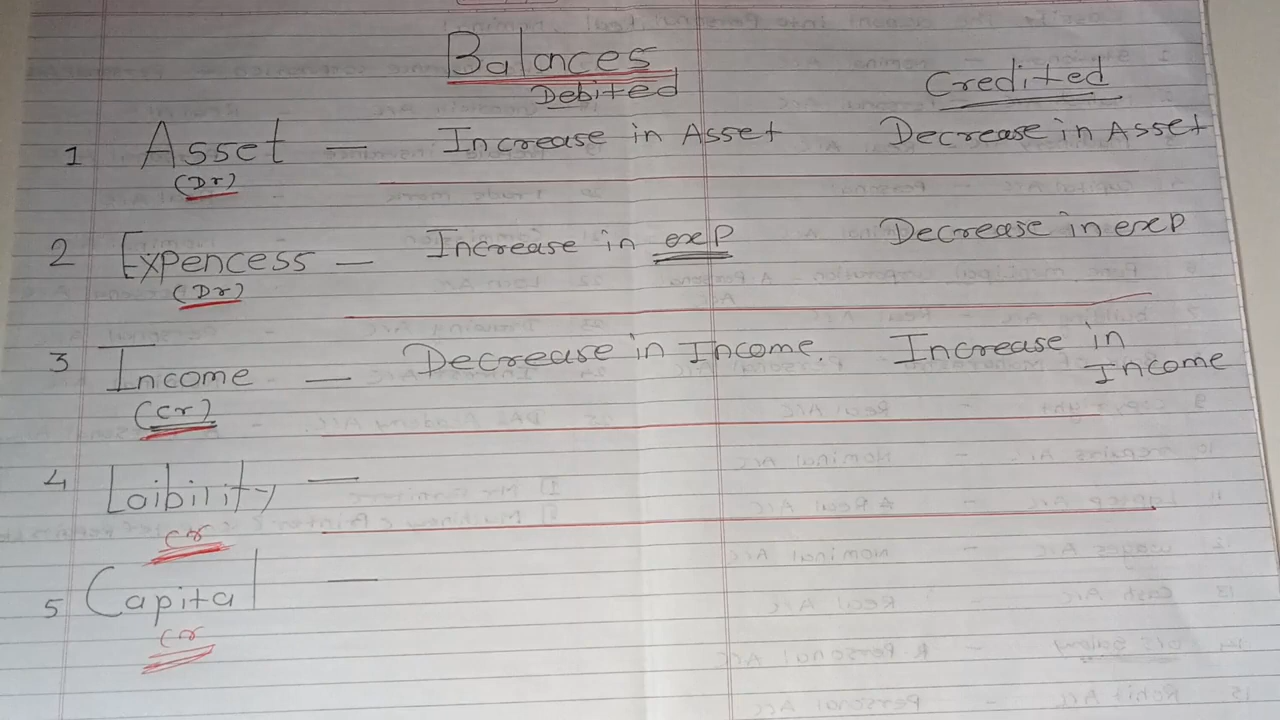 Balances
Debited Credited
1 Asset — Increase in Asset Decrease in Asset
(Dr)
2 Expencess — Increase in exp Decrease in exp
(Dr)
3 Income — Decrease in Income. Increase in
Income
(Cr)
4 Laibirity —
Cr
5 Capital —
Cr